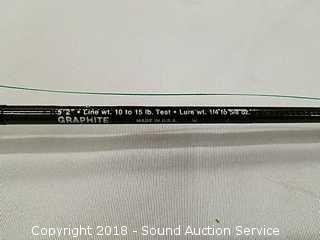 5'2" • Line wt. 10 to 15 lb. Test • Lure wt. 1/4 to 5/8 oz.
GRAPHITE MADE IN U.S.A.
Copyright 2018 - Sound Auction Service